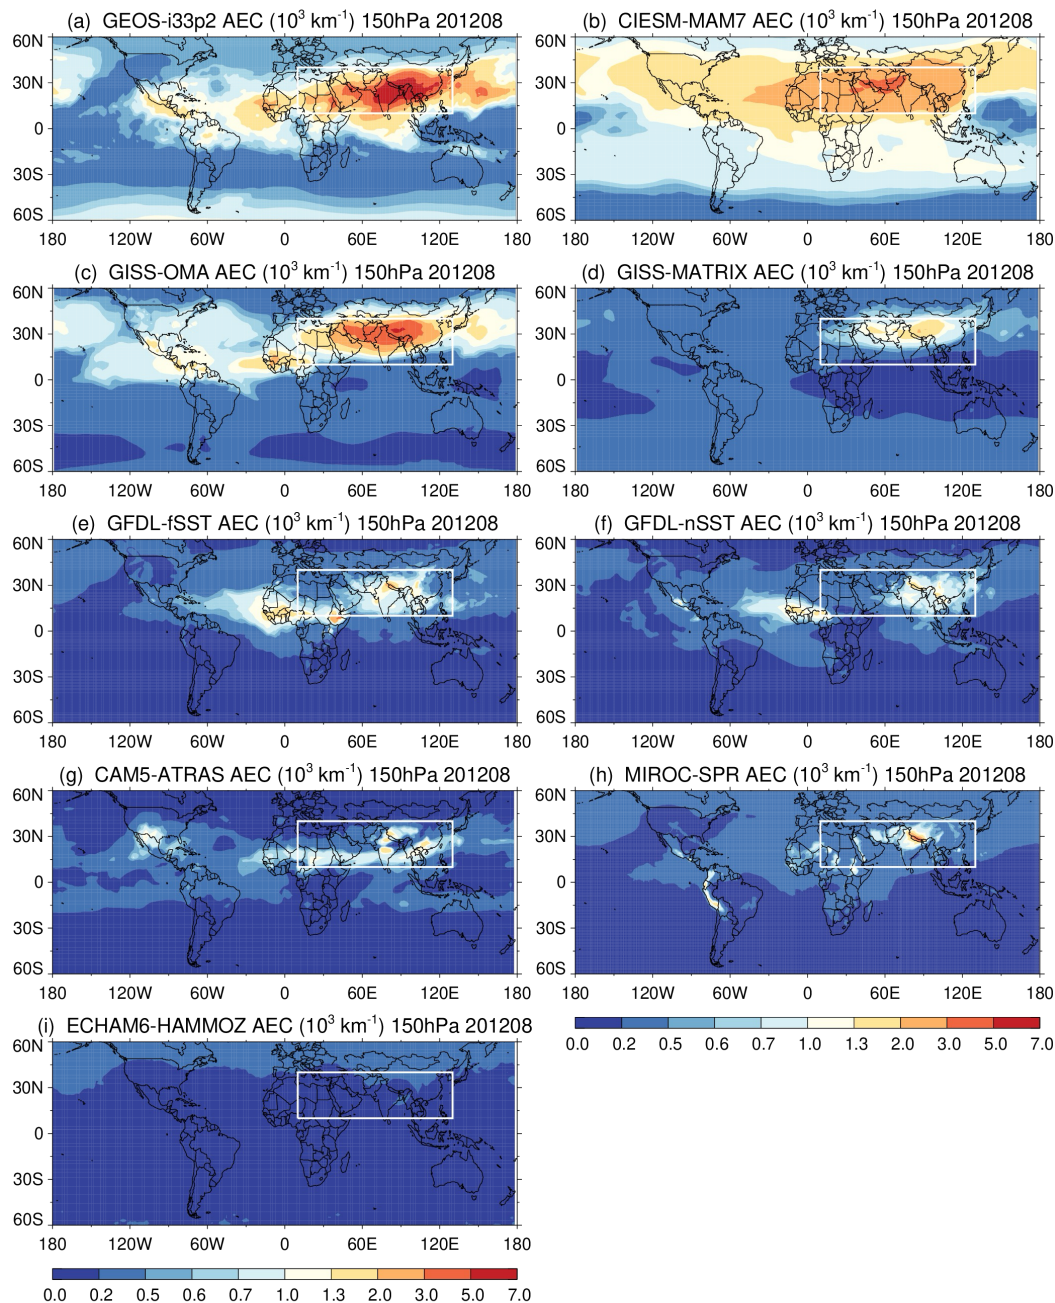 (a) GEOS-i33p2 AEC (10³ km⁻¹) 150hPa 201208
60N
30N
0
30S
60S
180 120W 60W 0 60E 120E 180
(b) CIESM-MAM7 AEC (10³ km⁻¹) 150hPa 201208
60N
30N
0
30S
60S
180 120W 60W 0 60E 120E 180
(c) GISS-OMA AEC (10³ km⁻¹) 150hPa 201208
60N
30N
0
30S
60S
180 120W 60W 0 60E 120E 180
(d) GISS-MATRIX AEC (10³ km⁻¹) 150hPa 201208
60N
30N
0
30S
60S
180 120W 60W 0 60E 120E 180
(e) GFDL-fSST AEC (10³ km⁻¹) 150hPa 201208
60N
30N
0
30S
60S
180 120W 60W 0 60E 120E 180
(f) GFDL-nSST AEC (10³ km⁻¹) 150hPa 201208
60N
30N
0
30S
60S
180 120W 60W 0 60E 120E 180
(g) CAM5-ATRAS AEC (10³ km⁻¹) 150hPa 201208
60N
30N
0
30S
60S
180 120W 60W 0 60E 120E 180
(h) MIROC-SPR AEC (10³ km⁻¹) 150hPa 201208
60N
30N
0
30S
60S
180 120W 60W 0 60E 120E 180
0.0 0.2 0.5 0.6 0.7 1.0 1.3 2.0 3.0 5.0 7.0
(i) ECHAM6-HAMMOZ AEC (10³ km⁻¹) 150hPa 201208
60N
30N
0
30S
60S
180 120W 60W 0 60E 120E 180
0.0 0.2 0.5 0.6 0.7 1.0 1.3 2.0 3.0 5.0 7.0